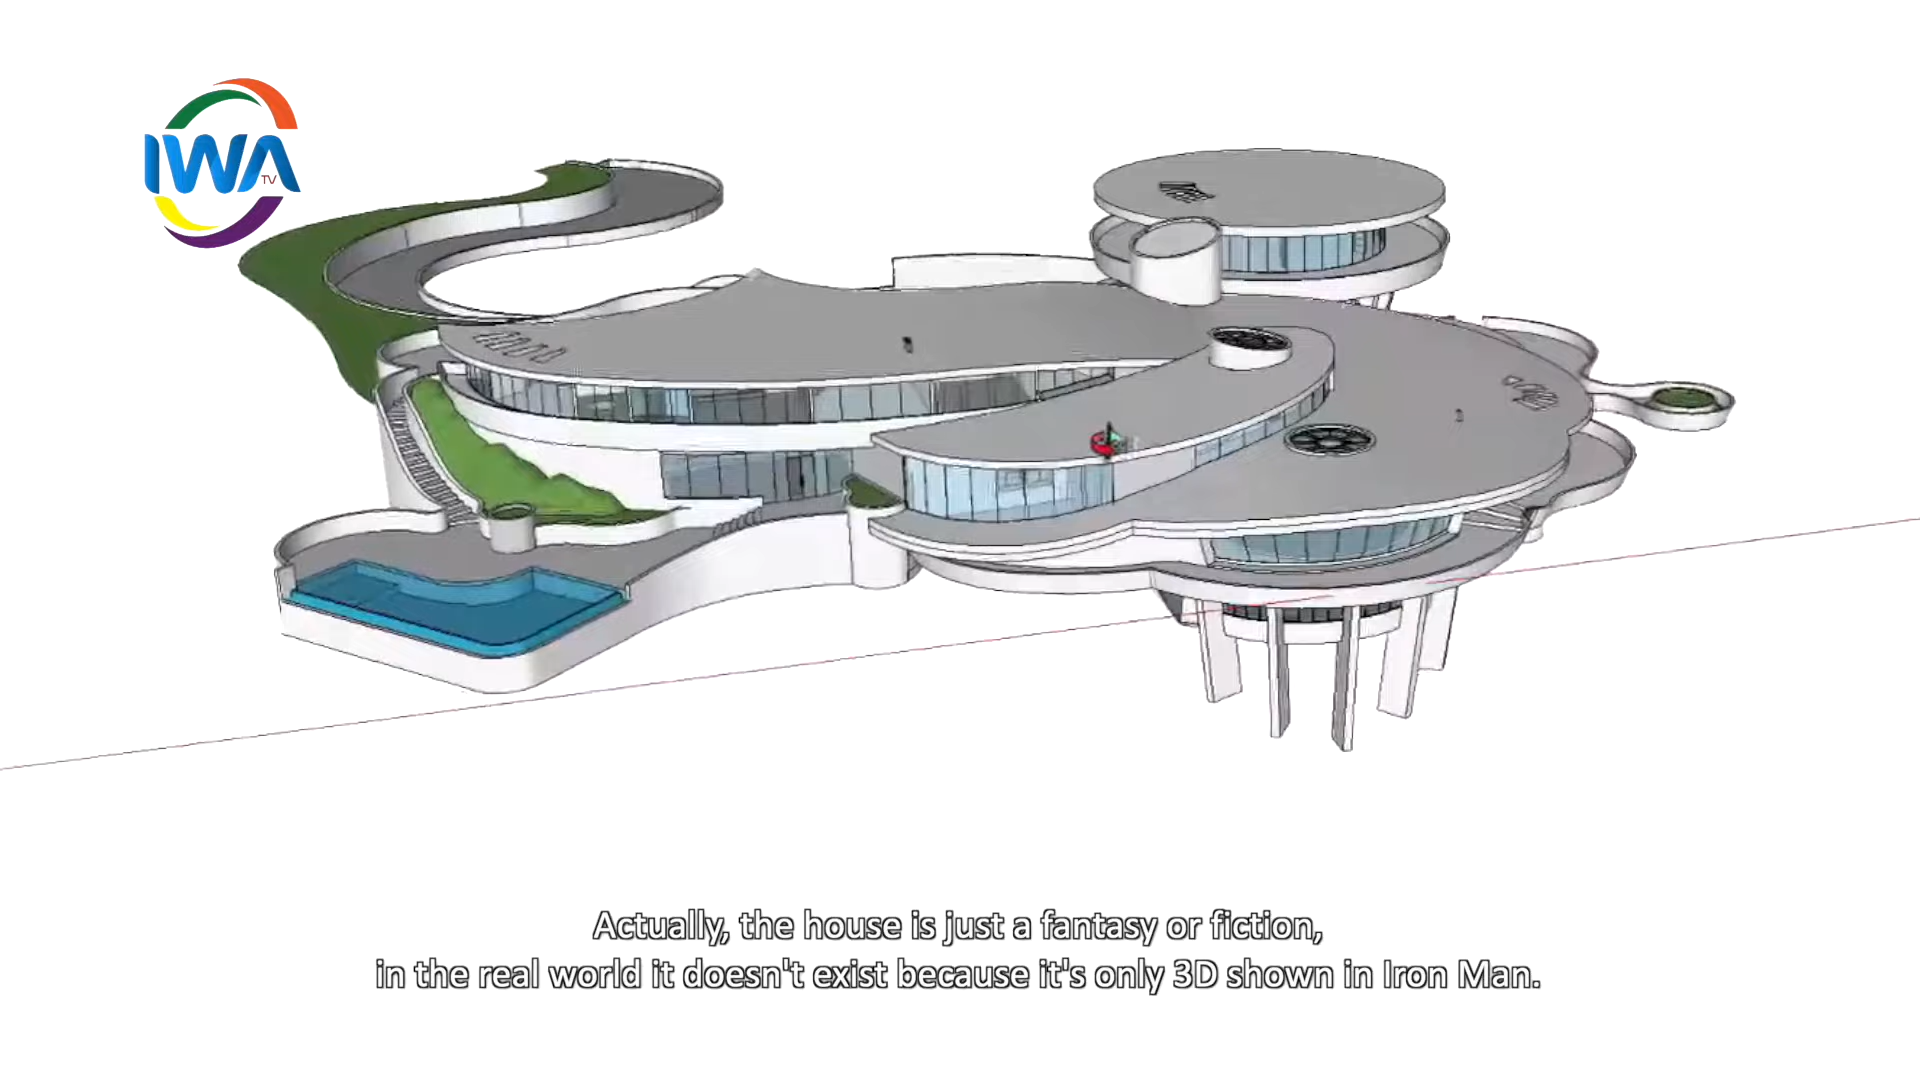 IWA
TV
Actually, the house is just a fantasy or fiction,
in the real world it doesn't exist because it's only 3D shown in Iron Man.